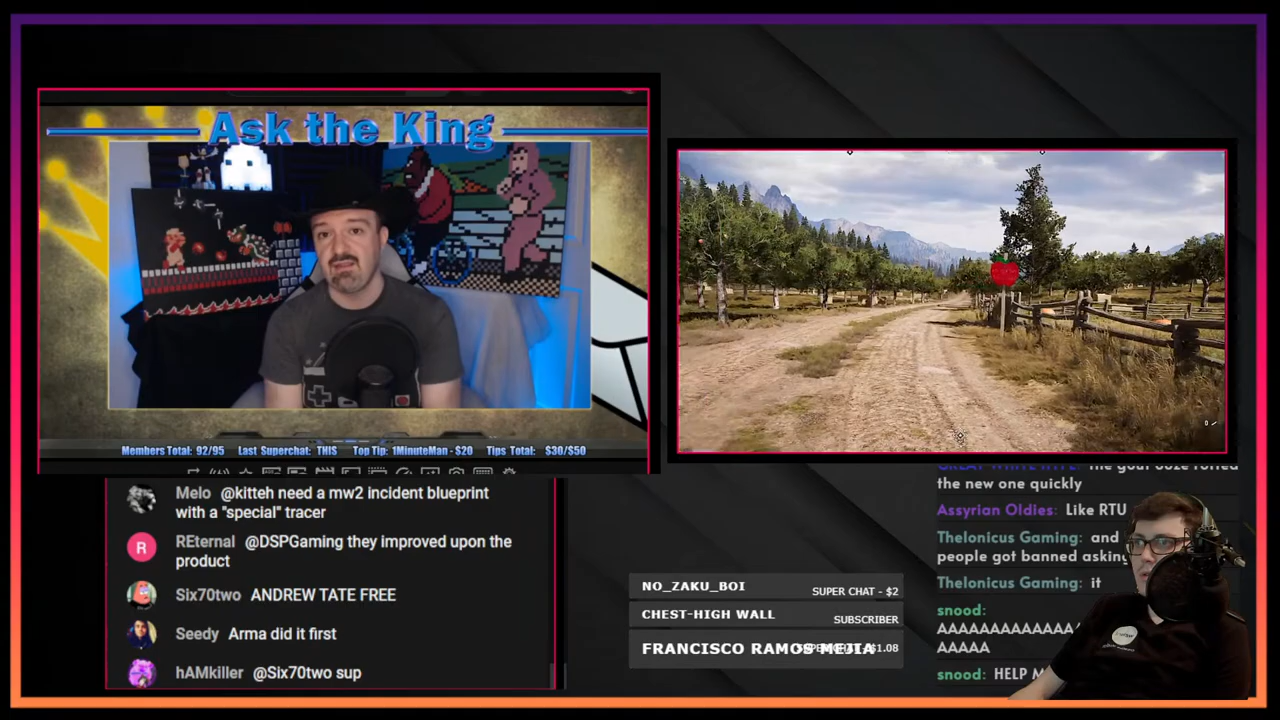 Ask the King
Members Total: 92/95 Last Superchat: THIS Top Tip: 1MinuteMan - $20 Tips Total: $30/$50
Melo @kitteh need a mw2 incident blueprint
with a "special" tracer
R REternal @DSPGaming they improved upon the
product
Six70two ANDREW TATE FREE
Seedy Arma did it first
hAMkiller @Six70two sup
NO_ZAKU_BOI SUPER CHAT - $2
CHEST-HIGH WALL SUBSCRIBER
FRANCISCO RAMOS MEDIA $1.08
the new one quickly
Assyrian Oldies: Like RTU
Thelonicus Gaming: and
people got banned asking
Thelonicus Gaming: it
snood:
AAAAAAAAAAAAA
AAAAA
snood: HELP